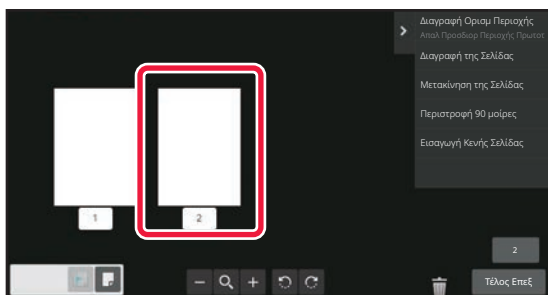 Διαγραφή Ορισμ Περιοχής
Απαλ Προσδιορ Περιοχής Πρωτοτ
Διαγραφή της Σελίδας
Μετακίνηση της Σελίδας
Περιστροφή 90 μοίρες
Εισαγωγή Κενής Σελίδας
1
2
2
Τέλος Επεξ